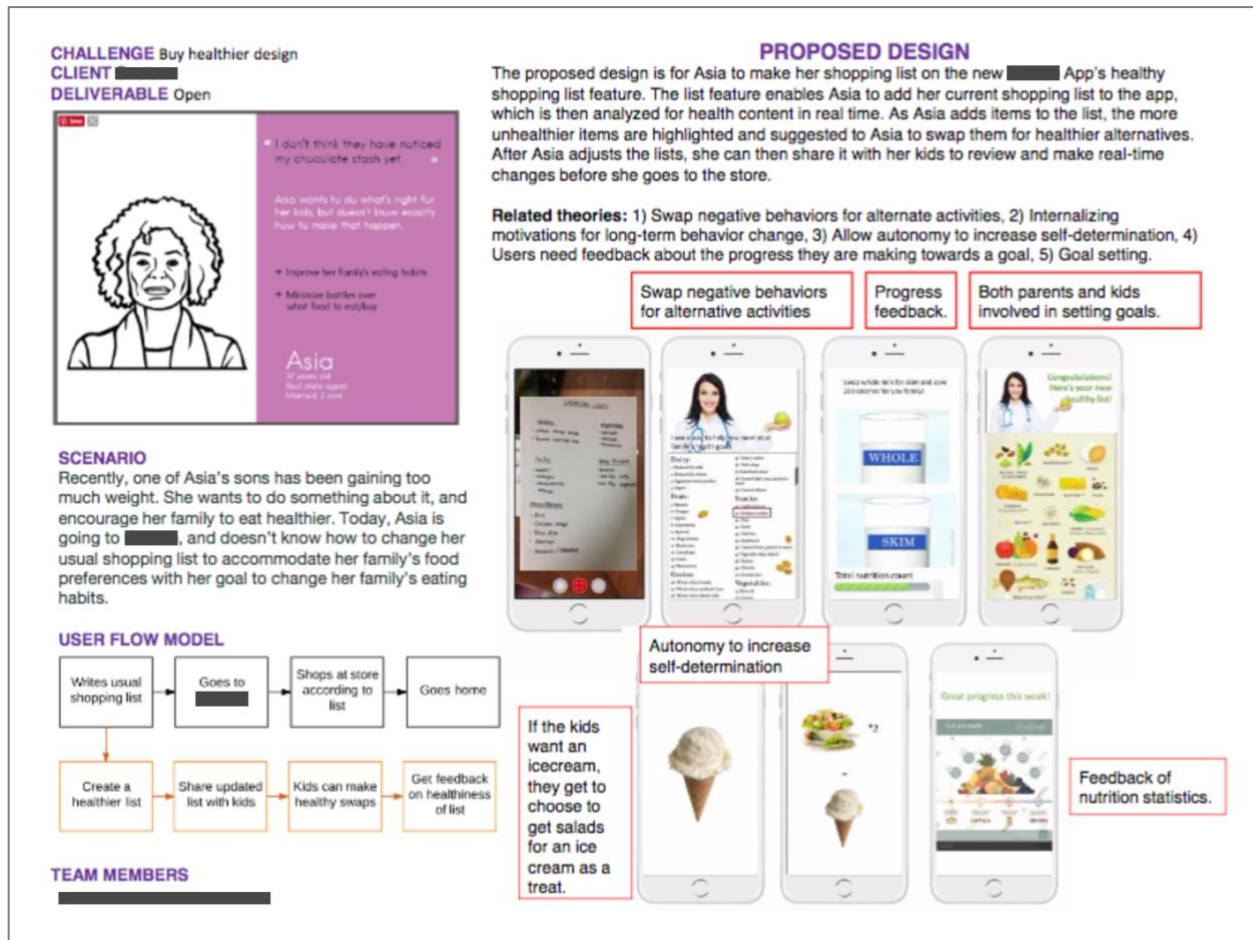 CHALLENGE Buy healthier design
CLIENT
DELIVERABLE Open
Save
" I don't think they have noticed
my chocolate stash yet. "
Asia wants to do what's right for
her kids, but doesn't know exactly
how to make that happen.
+ Improve her family's eating habits
+ Minimize battles over
what food to eat/buy
Asia
37 years old
Real state agent
Married, 2 sons
SCENARIO
Recently, one of Asia's sons has been gaining too
much weight. She wants to do something about it, and
encourage her family to eat healthier. Today, Asia is
going to , and doesn't know how to change her
usual shopping list to accommodate her family's food
preferences with her goal to change her family's eating
habits.
USER FLOW MODEL
Writes usual
shopping list
Goes to
Shops at store
according to
list
Goes home
Create a
healthier list
Share updated
list with kids
Kids can make
healthy swaps
Get feedback
on healthiness
of list
TEAM MEMBERS
PROPOSED DESIGN
The proposed design is for Asia to make her shopping list on the new App's healthy
shopping list feature. The list feature enables Asia to add her current shopping list to the app,
which is then analyzed for health content in real time. As Asia adds items to the list, the more
unhealthier items are highlighted and suggested to Asia to swap them for healthier alternatives.
After Asia adjusts the lists, she can then share it with her kids to review and make real-time
changes before she goes to the store.
Related theories: 1) Swap negative behaviors for alternate activities, 2) Internalizing
motivations for long-term behavior change, 3) Allow autonomy to increase self-determination, 4)
Users need feedback about the progress they are making towards a goal, 5) Goal setting.
Swap negative behaviors
for alternative activities
Progress
feedback.
Both parents and kids
involved in setting goals.
Dairy:
Fruits:
Grains:
Snacks:
Vegetables:
WHOLE
SKIM
Total nutrition count
Congratulations!
Here's your new
healthy list!
Autonomy to increase
self-determination
If the kids
want an
icecream,
they get to
choose to
get salads
for an ice
cream as a
treat.
*2
=
Great progress this week!
Feedback of
nutrition statistics.